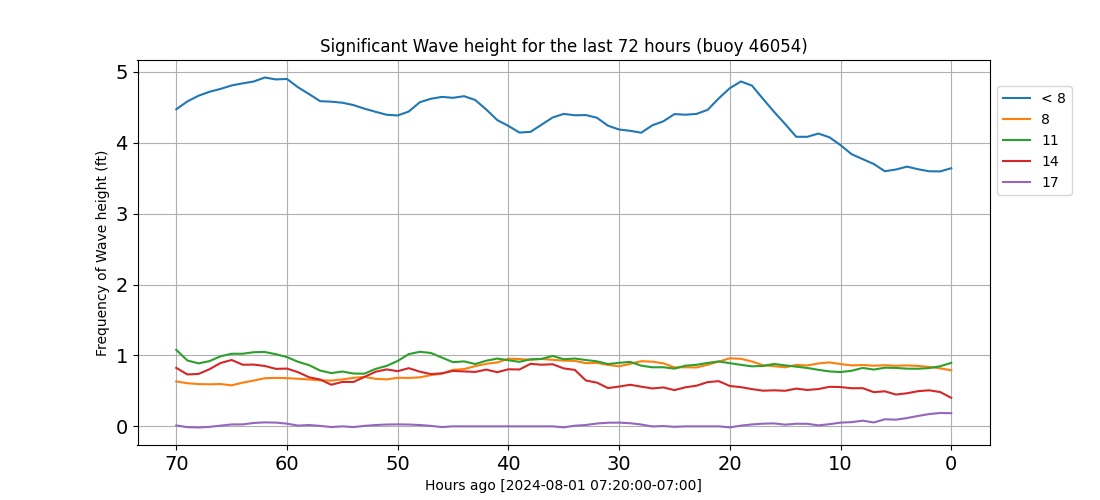 Significant Wave height for the last 72 hours (buoy 46054)
Frequency of Wave height (ft)
5
4
3
2
1
0
70 60 50 40 30 20 10 0
Hours ago [2024-08-01 07:20:00-07:00]
< 8
8
11
14
17